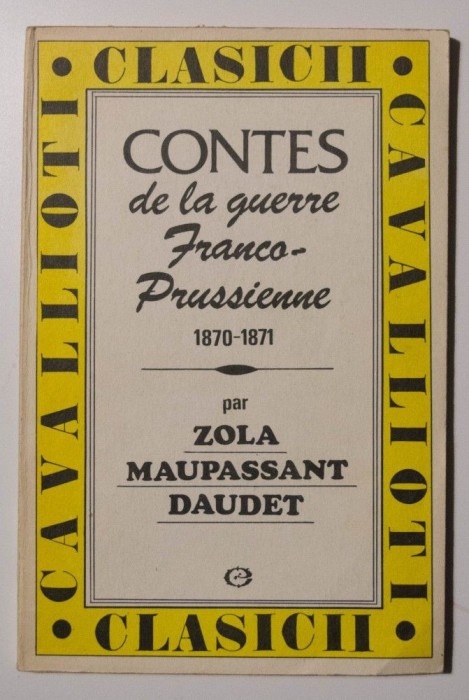 • CLASICII •
CAVALLIOTI
CAVALLIOTI
CONTES
de la guerre
Franco-
Prussienne
1870-1871
par
ZOLA
MAUPASSANT
DAUDET
• CLASICII •